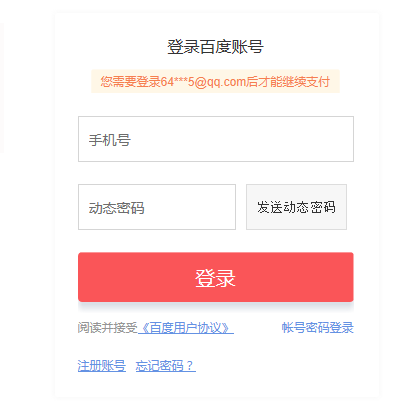 登录百度账号
您需要登录64***5@qq.com后才能继续支付
手机号
动态密码 发送动态密码
登录
阅读并接受《百度用户协议》 帐号密码登录
注册账号 忘记密码？